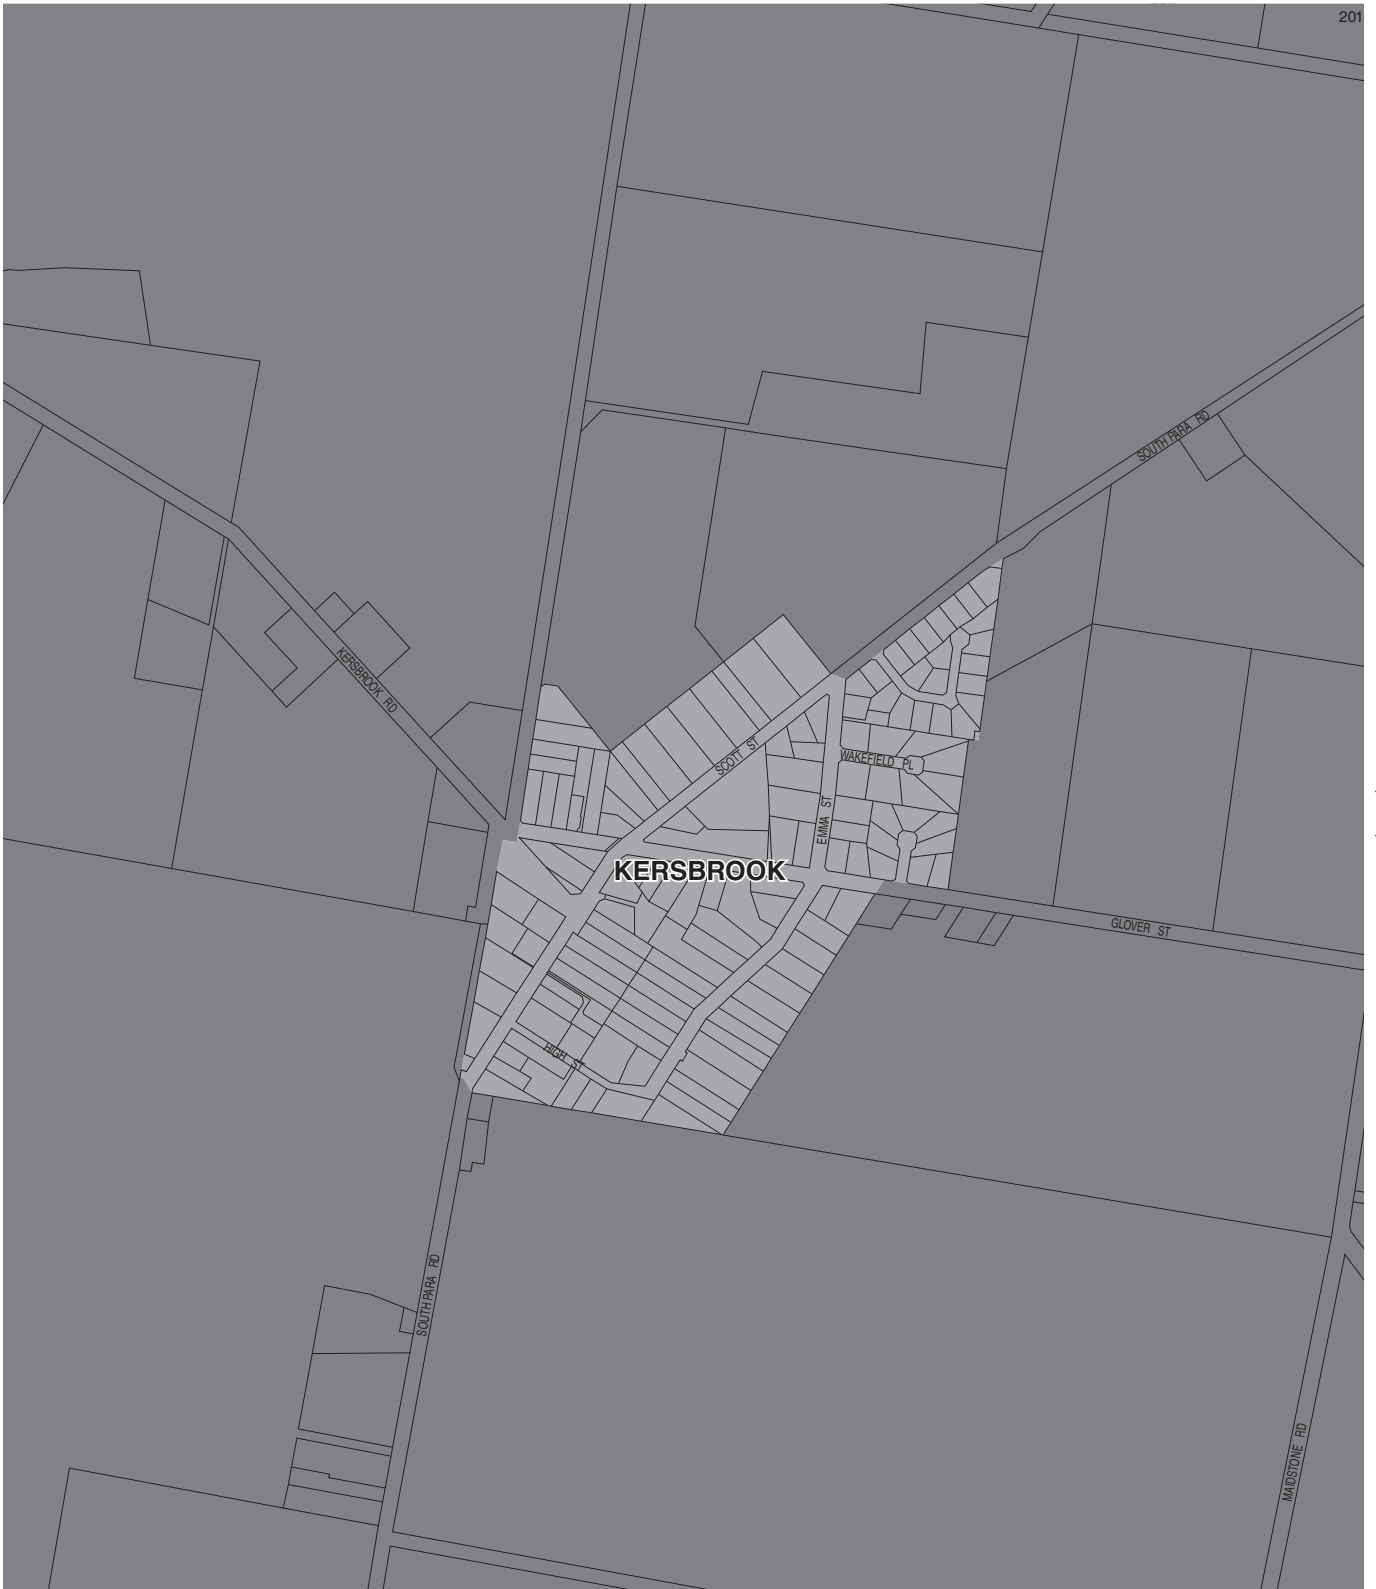 201
SOUTH PARA RD
KERSBROOK RD
SCOTT ST
WAKEFIELD PL
EMMA ST
KERSBROOK
GLOVER ST
HIGH ST
SOUTH PARA RD
MAIDSTONE RD